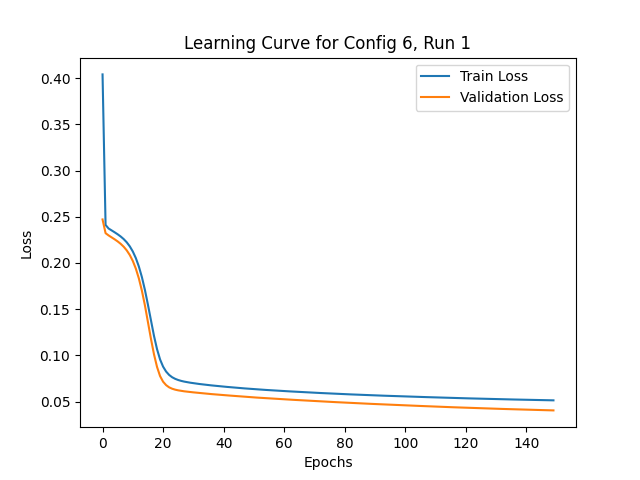 Learning Curve for Config 6, Run 1
Train Loss
Validation Loss
0.40
0.35
0.30
0.25
0.20
0.15
0.10
0.05
Loss
0 20 40 60 80 100 120 140
Epochs